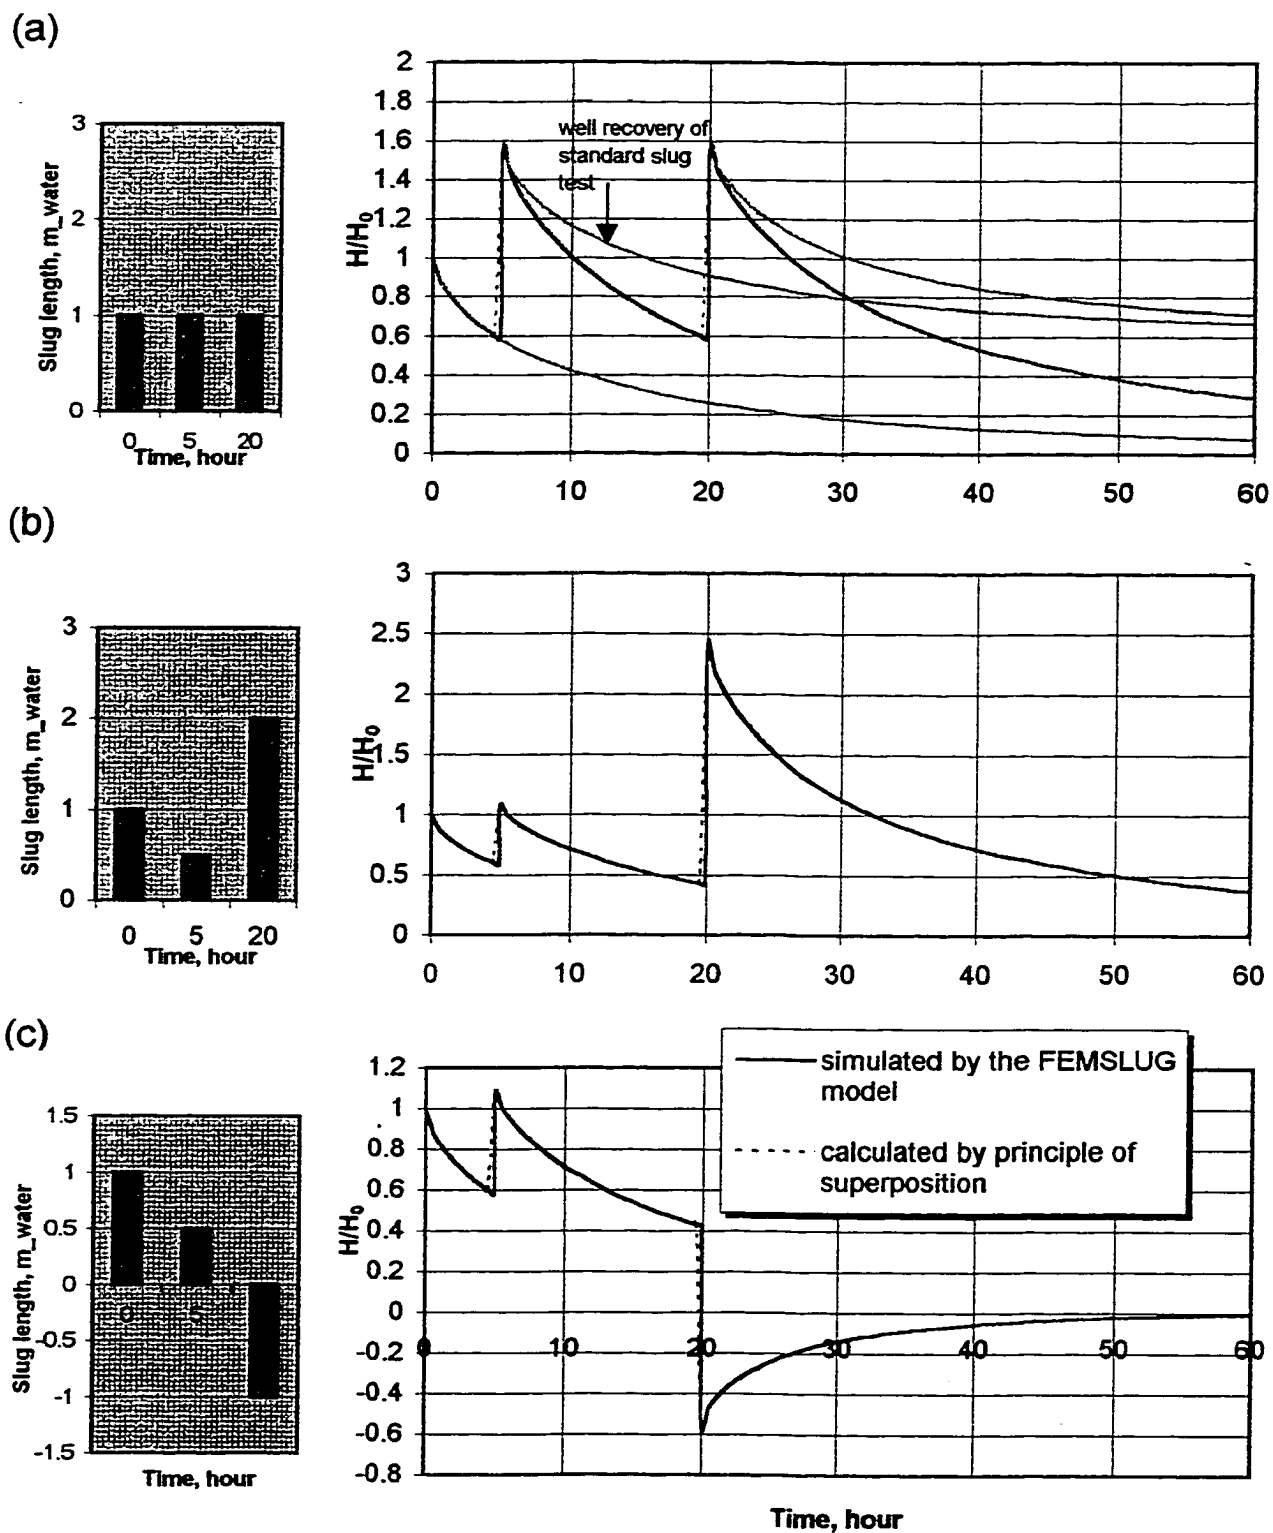 (a)
2
1.8
1.6
1.4
1.2
1
0.8
0.6
0.4
0.2
0
H/H₀
well recovery of
standard slug
test
0 10 20 30 40 50 60
3
2
1
0
Slug length, m_water
0 5 20
Time, hour
(b)
3
2.5
2
1.5
1
0.5
0
H/H₀
0 10 20 30 40 50 60
3
2
1
0
Slug length, m_water
0 5 20
Time, hour
(c)
1.2
1
0.8
0.6
0.4
0.2
0
-0.2
-0.4
-0.6
-0.8
H/H₀
0 10 20 30 40 50 60
simulated by the FEMSLUG
model
calculated by principle of
superposition
1.5
1
0.5
0
-0.5
-1
-1.5
Slug length, m_water
0 5
Time, hour
Time, hour